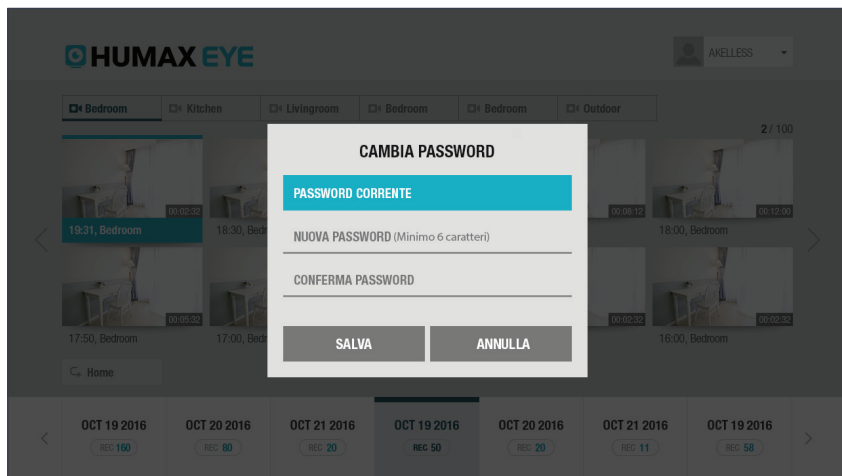 HUMAX EYE
AKELLESS
Bedroom
Kitchen
Livingroom
Bedroom
Bedroom
Outdoor
2 / 100
CAMBIA PASSWORD
PASSWORD CORRENTE
NUOVA PASSWORD (Minimo 6 caratteri)
CONFERMA PASSWORD
SALVA
ANNULLA
00:02:32
00:06:12
00:12:00
19:31, Bedroom
18:30, Bedr
18:00, Bedroom
00:05:32
00:02:32
00:02:32
17:50, Bedroom
17:00, Bedr
16:00, Bedroom
Home
OCT 19 2016
REC 160
OCT 20 2016
REC 80
OCT 21 2016
REC 20
OCT 19 2016
REC 50
OCT 20 2016
REC 20
OCT 21 2016
REC 11
OCT 19 2016
REC 58